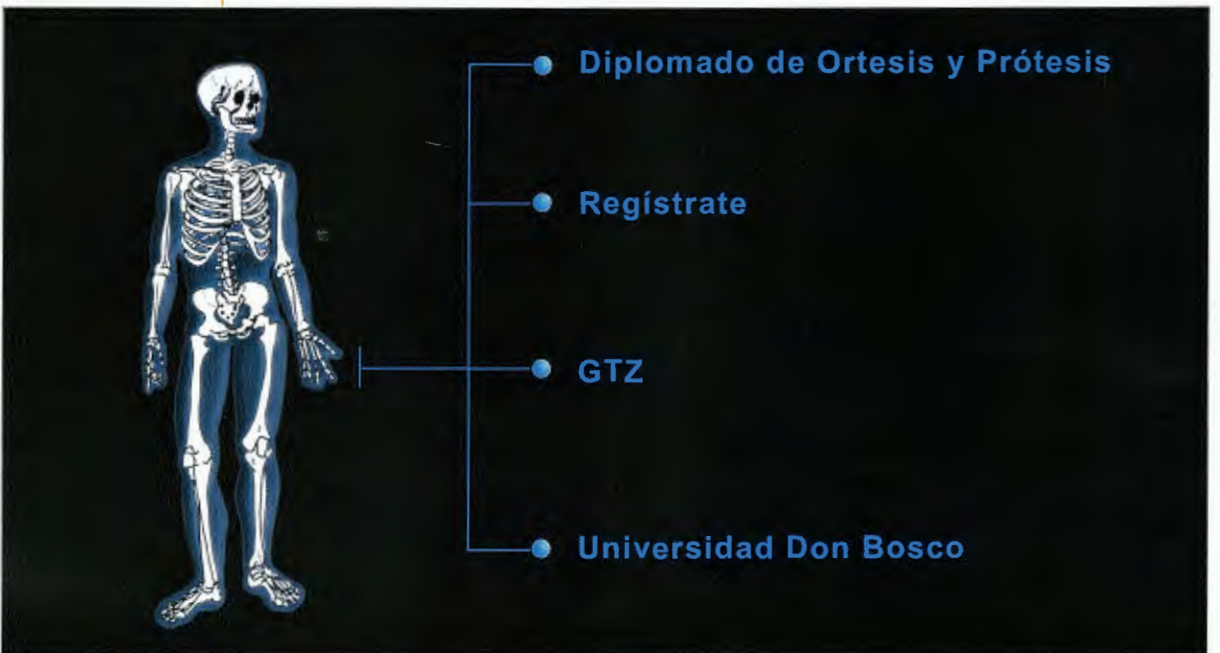 Diplomado de Ortesis y Prótesis
Regístrate
GTZ
Universidad Don Bosco